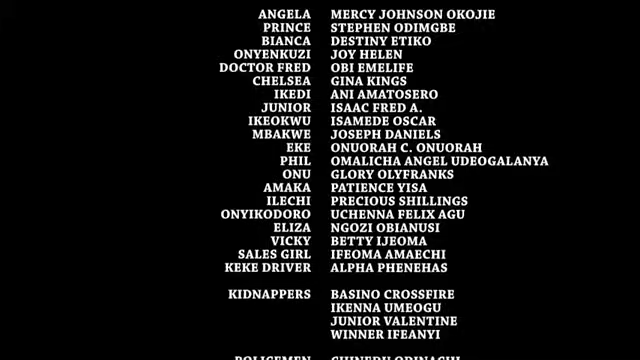 ANGELA MERCY JOHNSON OKOJIE
PRINCE STEPHEN ODIMGBE
BIANCA DESTINY ETIKO
ONYENKUZI JOY HELEN
DOCTOR FRED OBI EMELIFE
CHELSEA GINA KINGS
IKEDI ANI AMATOSERO
JUNIOR ISAAC FRED A.
IKEOKWU ISAMEDE OSCAR
MBAKWE JOSEPH DANIELS
EKE ONUORAH C. ONUORAH
PHIL OMALICHA ANGEL UDEOGALANYA
ONU GLORY OLYFRANKS
AMAKA PATIENCE YISA
ILECHI PRECIOUS SHILLINGS
ONYIKODORO UCHENNA FELIX AGU
ELIZA NGOZI OBIANUSI
VICKY BETTY IJEOMA
SALES GIRL IFEOMA AMAECHI
KEKE DRIVER ALPHA PHENEHAS
KIDNAPPERS BASINO CROSSFIRE
IKENNA UMEOGU
JUNIOR VALENTINE
WINNER IFEANYI
POLICEMEN CHINEDU ODINACHI